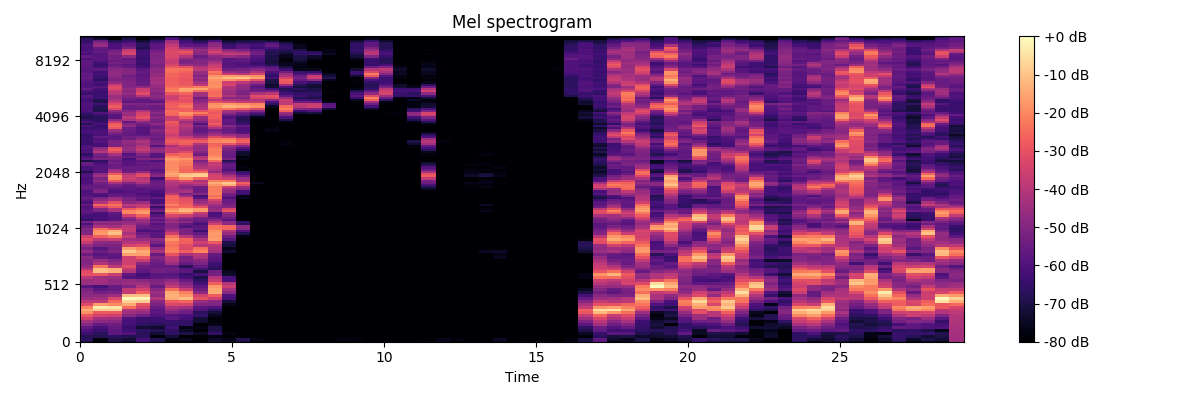 Mel spectrogram
8192
4096
2048
1024
512
0
Hz
0 5 10 15 20 25
Time
+0 dB
-10 dB
-20 dB
-30 dB
-40 dB
-50 dB
-60 dB
-70 dB
-80 dB